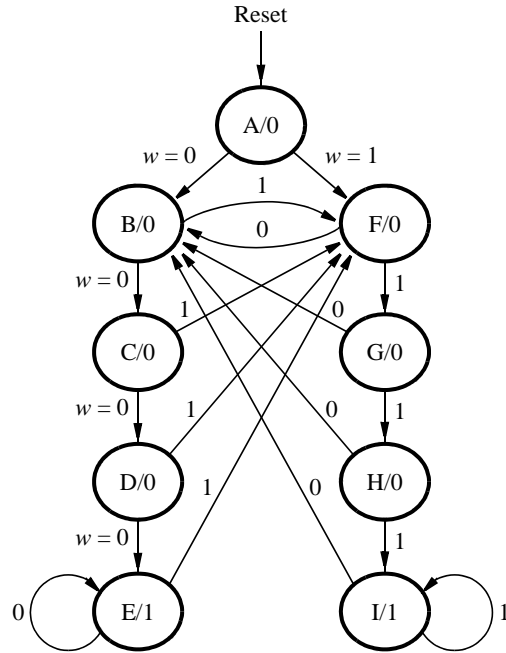 Reset
A/0
w = 0 w = 1
1
B/0 F/0
0
w = 0 1
1 0
C/0 G/0
w = 0 1
1 0
D/0 H/0
w = 0 1 0 1
0 E/1 I/1 1